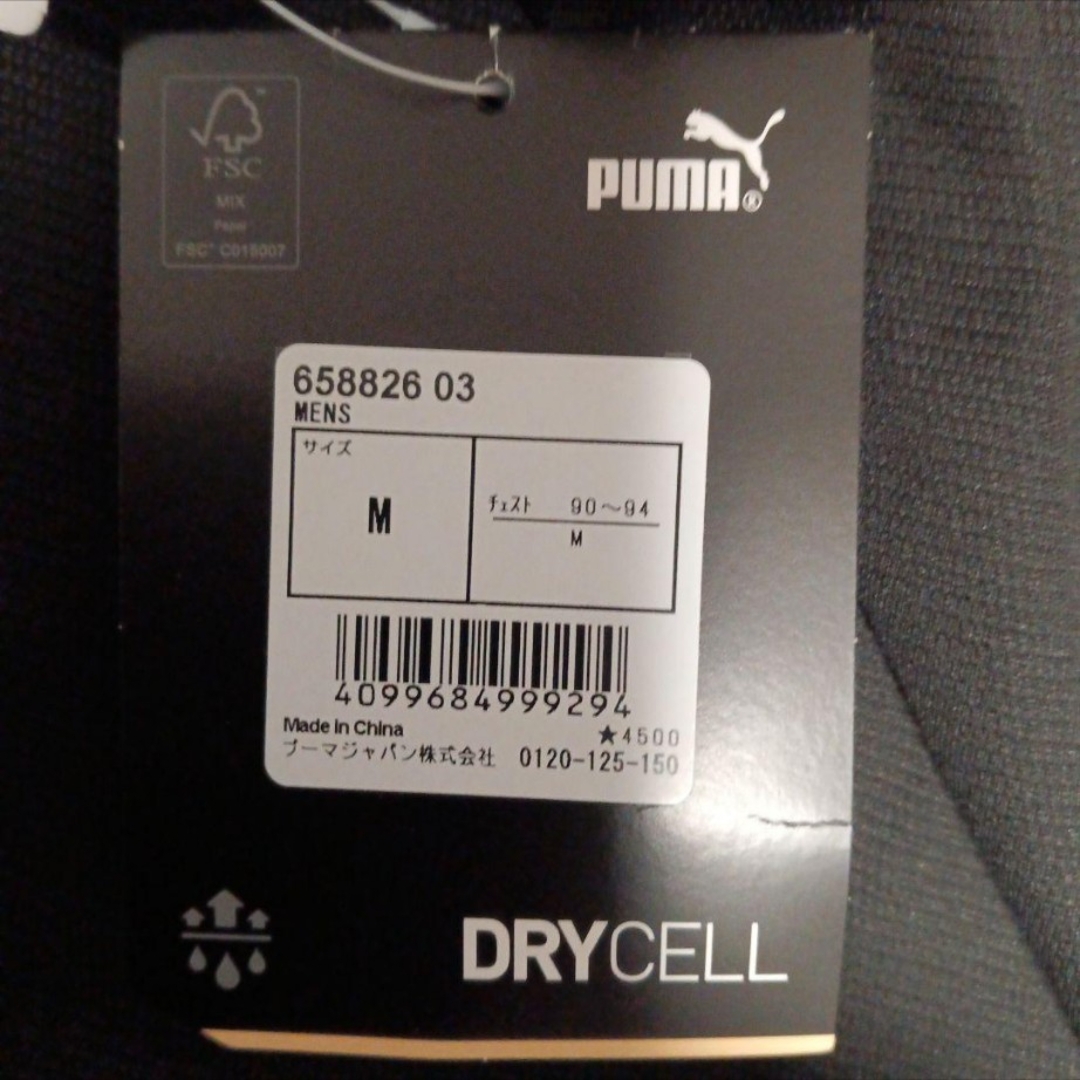 FSC
MIX
Paper
FSC® C018007
PUMA®
658826 03
MENS
サイズ
M
チェスト 90〜94
M
4099684999294
Made in China
★4500
プーマジャパン株式会社 0120-125-150
DRYCELL